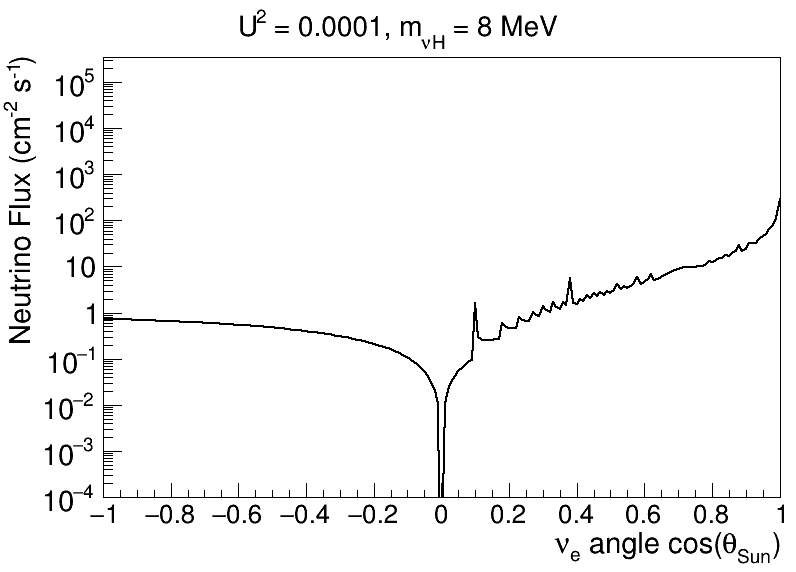 U² = 0.0001, m_νH = 8 MeV
Neutrino Flux (cm⁻² s⁻¹)
10⁵
10⁴
10³
10²
10
1
10⁻¹
10⁻²
10⁻³
10⁻⁴
−1 −0.8 −0.6 −0.4 −0.2 0 0.2 0.4 0.6 0.8 1
ν_e angle cos(θ_Sun)